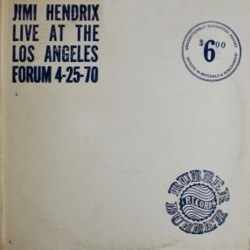 JIMI HENDRIX
LIVE AT THE
LOS ANGELES
FORUM 4-25-70
$6.00
RUBBER
RECORDS
DUBBER